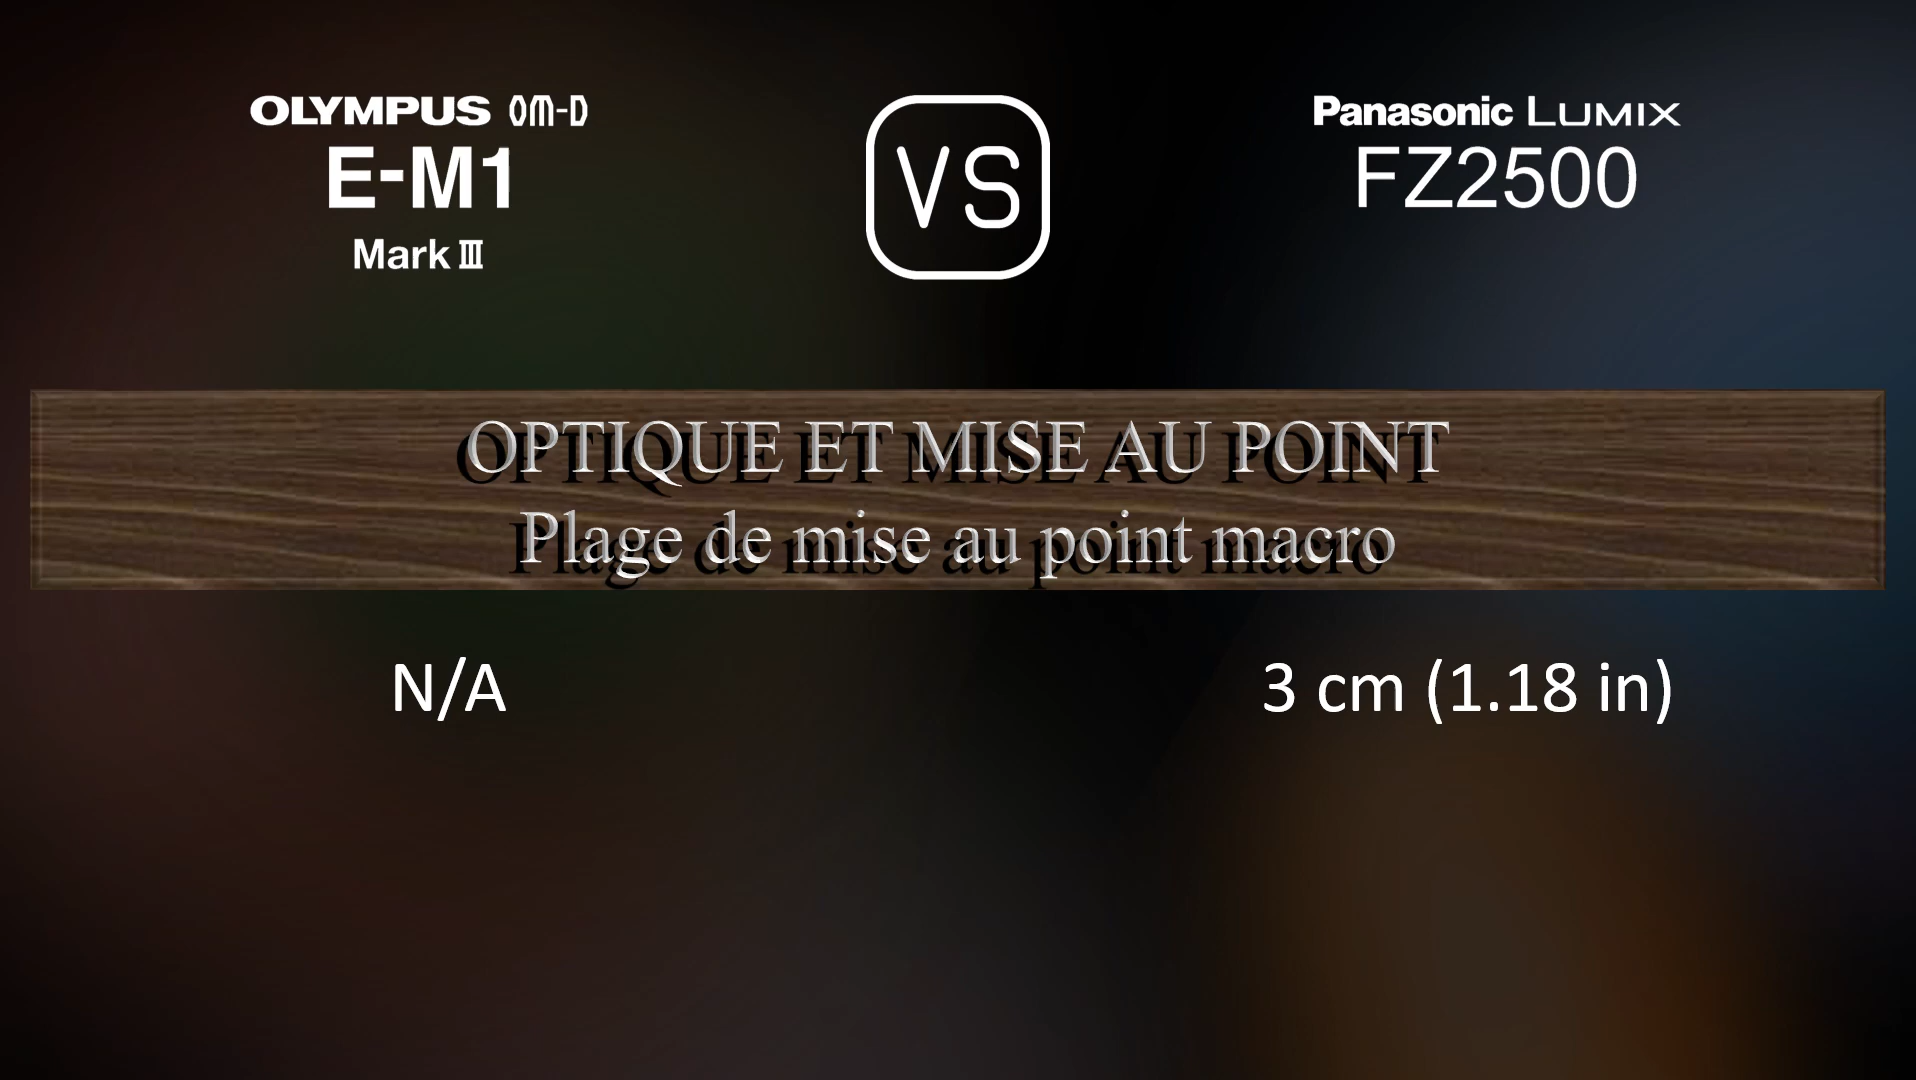 OLYMPUS OM-D
E-M1
Mark III
VS
Panasonic LUMIX
FZ2500
OPTIQUE ET MISE AU POINT
Plage de mise au point macro
N/A
3 cm (1.18 in)